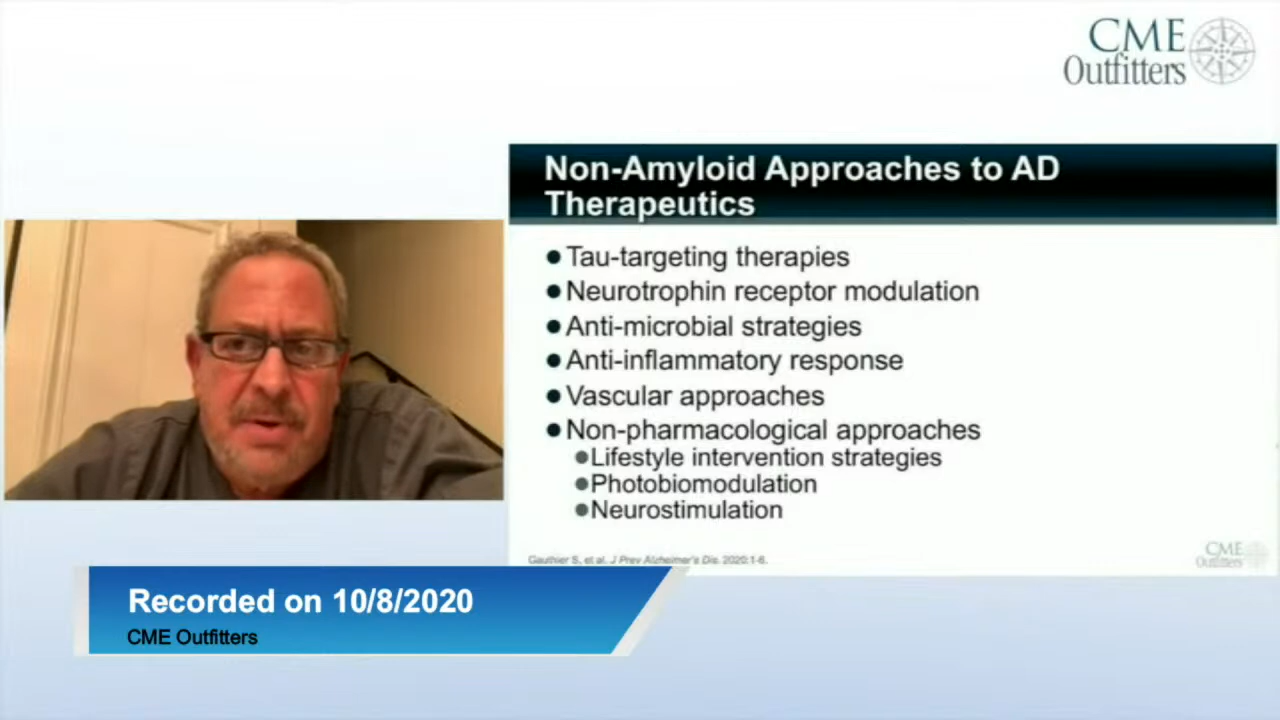 CME
Outfitters
Non-Amyloid Approaches to AD
Therapeutics
●Tau-targeting therapies
●Neurotrophin receptor modulation
●Anti-microbial strategies
●Anti-inflammatory response
●Vascular approaches
●Non-pharmacological approaches
●Lifestyle intervention strategies
●Photobiomodulation
●Neurostimulation
Gauthier S, et al. J Prev Alzheimer's Dis. 2020:1-6.
CME
Outfitters
Recorded on 10/8/2020
CME Outfitters